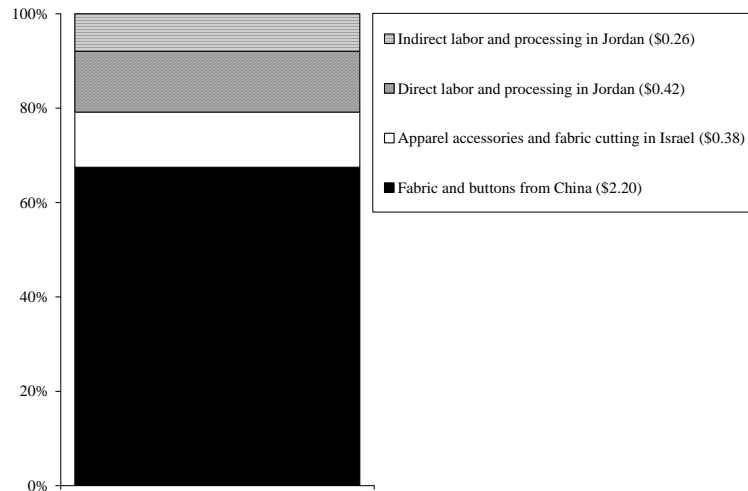 100%
80%
60%
40%
20%
0%
Indirect labor and processing in Jordan ($0.26)
Direct labor and processing in Jordan ($0.42)
Apparel accessories and fabric cutting in Israel ($0.38)
Fabric and buttons from China ($2.20)